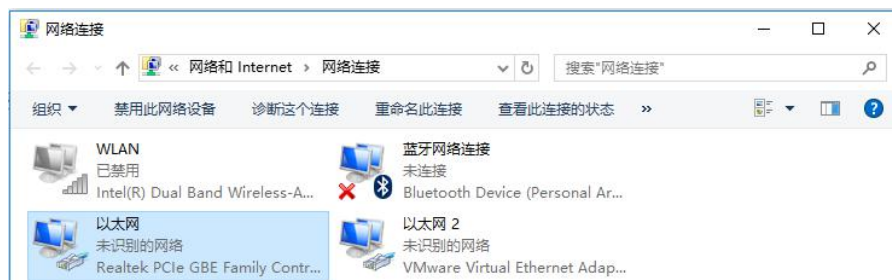 网络连接
« 网络和 Internet › 网络连接
搜索"网络连接"
组织 禁用此网络设备 诊断这个连接 重命名此连接 查看此连接的状态 »
WLAN
已禁用
Intel(R) Dual Band Wireless-A...
蓝牙网络连接
未连接
Bluetooth Device (Personal Ar...
以太网
未识别的网络
Realtek PCIe GBE Family Contr...
以太网 2
未识别的网络
VMware Virtual Ethernet Adap...